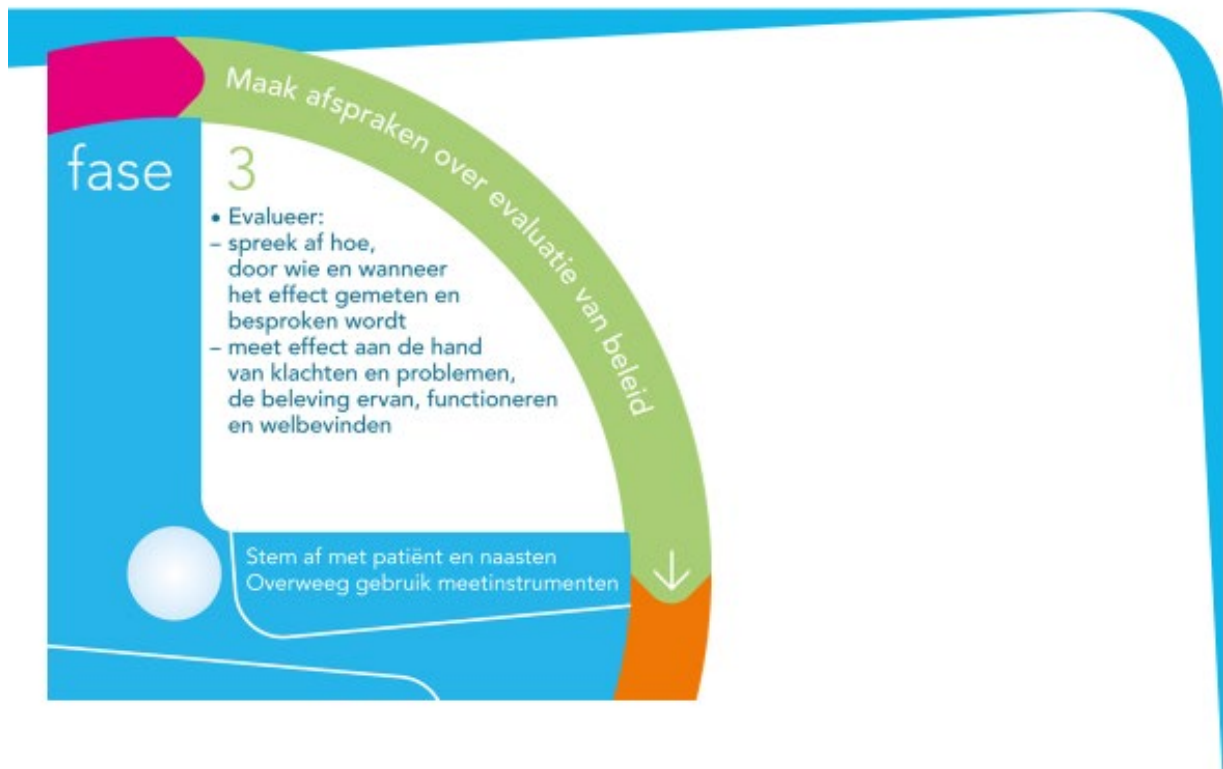 Maak afspraken over evaluatie van beleid
fase 3
• Evalueer:
– spreek af hoe,
door wie en wanneer
het effect gemeten en
besproken wordt
– meet effect aan de hand
van klachten en problemen,
de beleving ervan, functioneren
en welbevinden
Stem af met patiënt en naasten
Overweeg gebruik meetinstrumenten